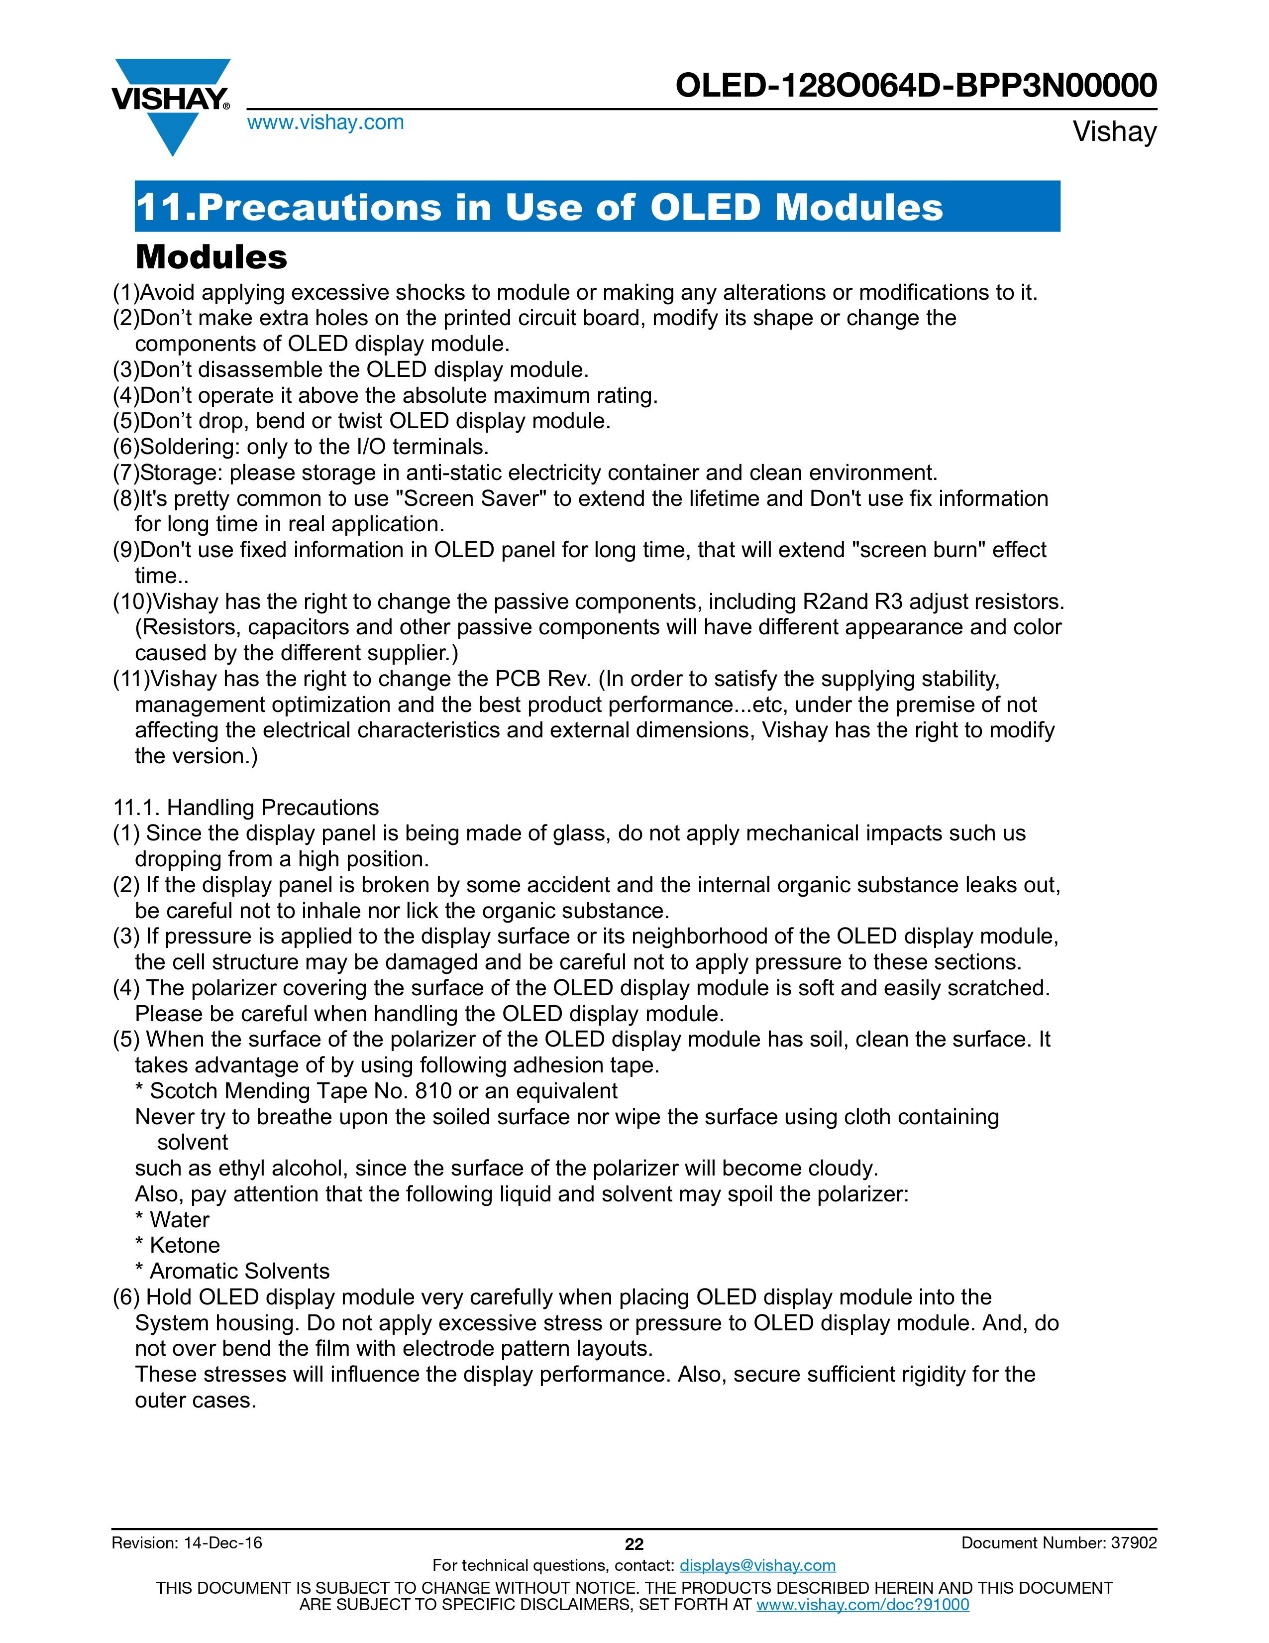 VISHAY®
OLED-128O064D-BPP3N00000
www.vishay.com
Vishay
11.Precautions in Use of OLED Modules
Modules
(1)Avoid applying excessive shocks to module or making any alterations or modifications to it.
(2)Don’t make extra holes on the printed circuit board, modify its shape or change the
components of OLED display module.
(3)Don’t disassemble the OLED display module.
(4)Don’t operate it above the absolute maximum rating.
(5)Don’t drop, bend or twist OLED display module.
(6)Soldering: only to the I/O terminals.
(7)Storage: please storage in anti-static electricity container and clean environment.
(8)It's pretty common to use "Screen Saver" to extend the lifetime and Don't use fix information
for long time in real application.
(9)Don't use fixed information in OLED panel for long time, that will extend "screen burn" effect
time..
(10)Vishay has the right to change the passive components, including R2and R3 adjust resistors.
(Resistors, capacitors and other passive components will have different appearance and color
caused by the different supplier.)
(11)Vishay has the right to change the PCB Rev. (In order to satisfy the supplying stability,
management optimization and the best product performance...etc, under the premise of not
affecting the electrical characteristics and external dimensions, Vishay has the right to modify
the version.)
11.1. Handling Precautions
(1) Since the display panel is being made of glass, do not apply mechanical impacts such us
dropping from a high position.
(2) If the display panel is broken by some accident and the internal organic substance leaks out,
be careful not to inhale nor lick the organic substance.
(3) If pressure is applied to the display surface or its neighborhood of the OLED display module,
the cell structure may be damaged and be careful not to apply pressure to these sections.
(4) The polarizer covering the surface of the OLED display module is soft and easily scratched.
Please be careful when handling the OLED display module.
(5) When the surface of the polarizer of the OLED display module has soil, clean the surface. It
takes advantage of by using following adhesion tape.
* Scotch Mending Tape No. 810 or an equivalent
Never try to breathe upon the soiled surface nor wipe the surface using cloth containing
solvent
such as ethyl alcohol, since the surface of the polarizer will become cloudy.
Also, pay attention that the following liquid and solvent may spoil the polarizer:
* Water
* Ketone
* Aromatic Solvents
(6) Hold OLED display module very carefully when placing OLED display module into the
System housing. Do not apply excessive stress or pressure to OLED display module. And, do
not over bend the film with electrode pattern layouts.
These stresses will influence the display performance. Also, secure sufficient rigidity for the
outer cases.
Revision: 14-Dec-16
22
Document Number: 37902
For technical questions, contact: displays@vishay.com
THIS DOCUMENT IS SUBJECT TO CHANGE WITHOUT NOTICE. THE PRODUCTS DESCRIBED HEREIN AND THIS DOCUMENT
ARE SUBJECT TO SPECIFIC DISCLAIMERS, SET FORTH AT www.vishay.com/doc?91000